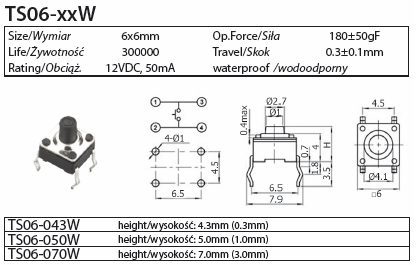 TS06-xxW
Size/Wymiar 6x6mm Op.Force/Siła 180±50gF
Life/Żywotność 300000 Travel/Skok 0.3±0.1mm
Rating/Obciąż. 12VDC, 50mA waterproof /wodoodporny
1 3
2 4
4-Ø1
4.5
6.5
Ø2.7
Ø1
0.4max
H
4
0.7
1.8
3.5
6.5
7.9
4.5
Ø4.1
□6
TS06-043W height/wysokość: 4.3mm (0.3mm)
TS06-050W height/wysokość: 5.0mm (1.0mm)
TS06-070W height/wysokość: 7.0mm (3.0mm)